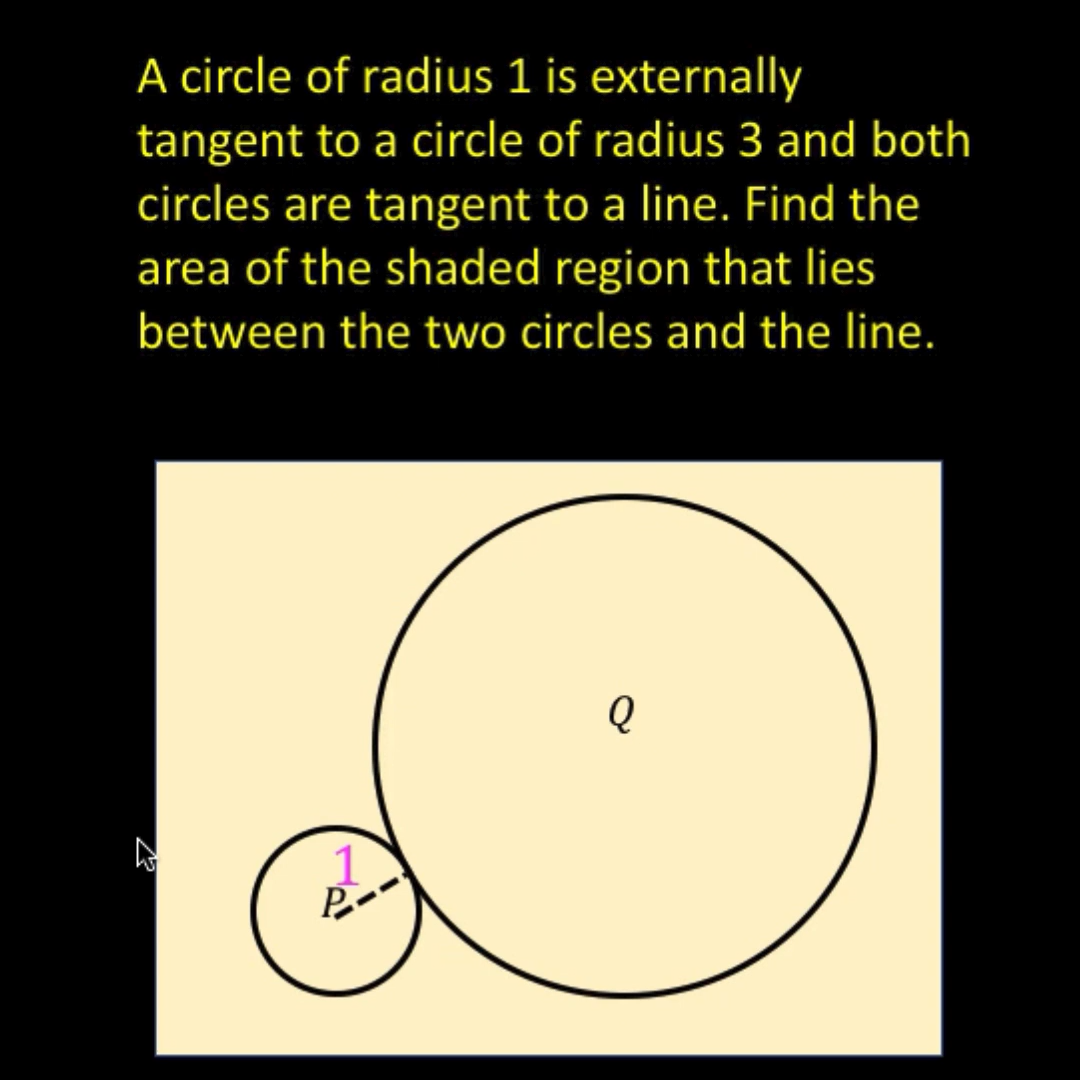 A circle of radius 1 is externally
tangent to a circle of radius 3 and both
circles are tangent to a line. Find the
area of the shaded region that lies
between the two circles and the line.
Q
1
P